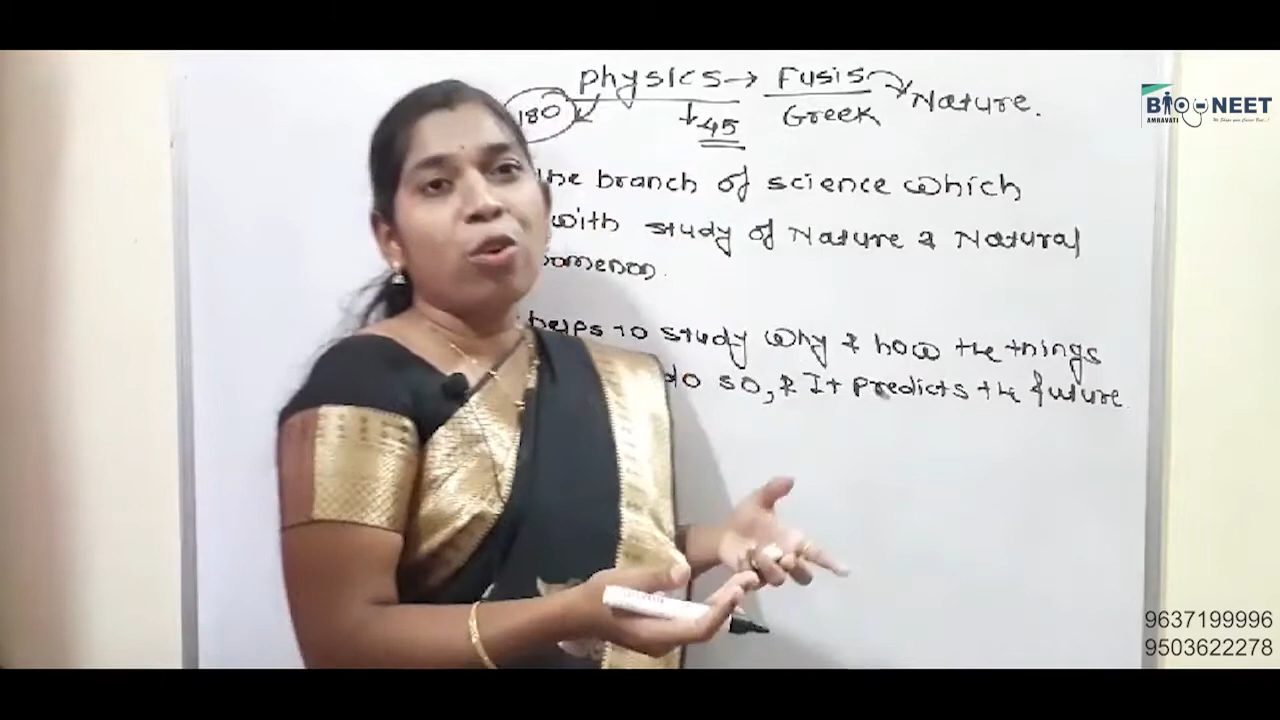 Physics → Fusis Nature.
180 45 Greek
the branch of science which
with study of Nature & Natural
omenon.
helps to study why & how the things
do so, & It predicts the future
BIO NEET
AMRAVATI
9637199996
9503622278